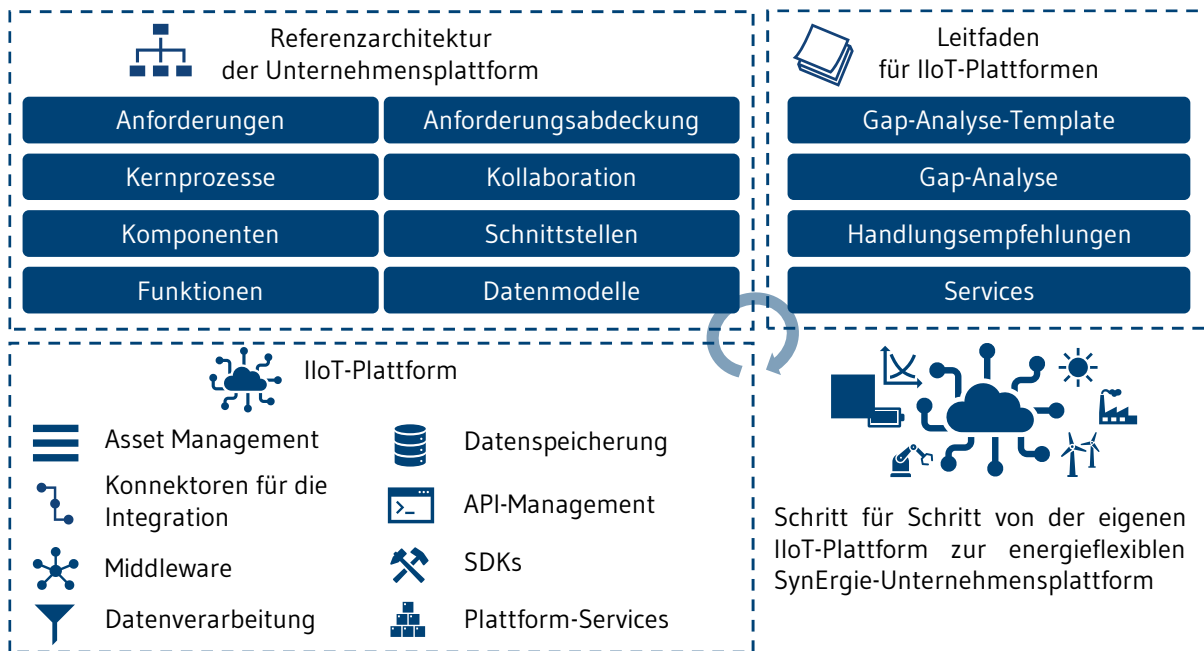 Referenzarchitektur
der Unternehmensplattform
Anforderungen
Anforderungsabdeckung
Kernprozesse
Kollaboration
Komponenten
Schnittstellen
Funktionen
Datenmodelle
Leitfaden
für IIoT-Plattformen
Gap-Analyse-Template
Gap-Analyse
Handlungsempfehlungen
Services
IIoT-Plattform
Asset Management
Datenspeicherung
Konnektoren für die
Integration
API-Management
Middleware
SDKs
Datenverarbeitung
Plattform-Services
Schritt für Schritt von der eigenen
IIoT-Plattform zur energieflexiblen
SynErgie-Unternehmensplattform